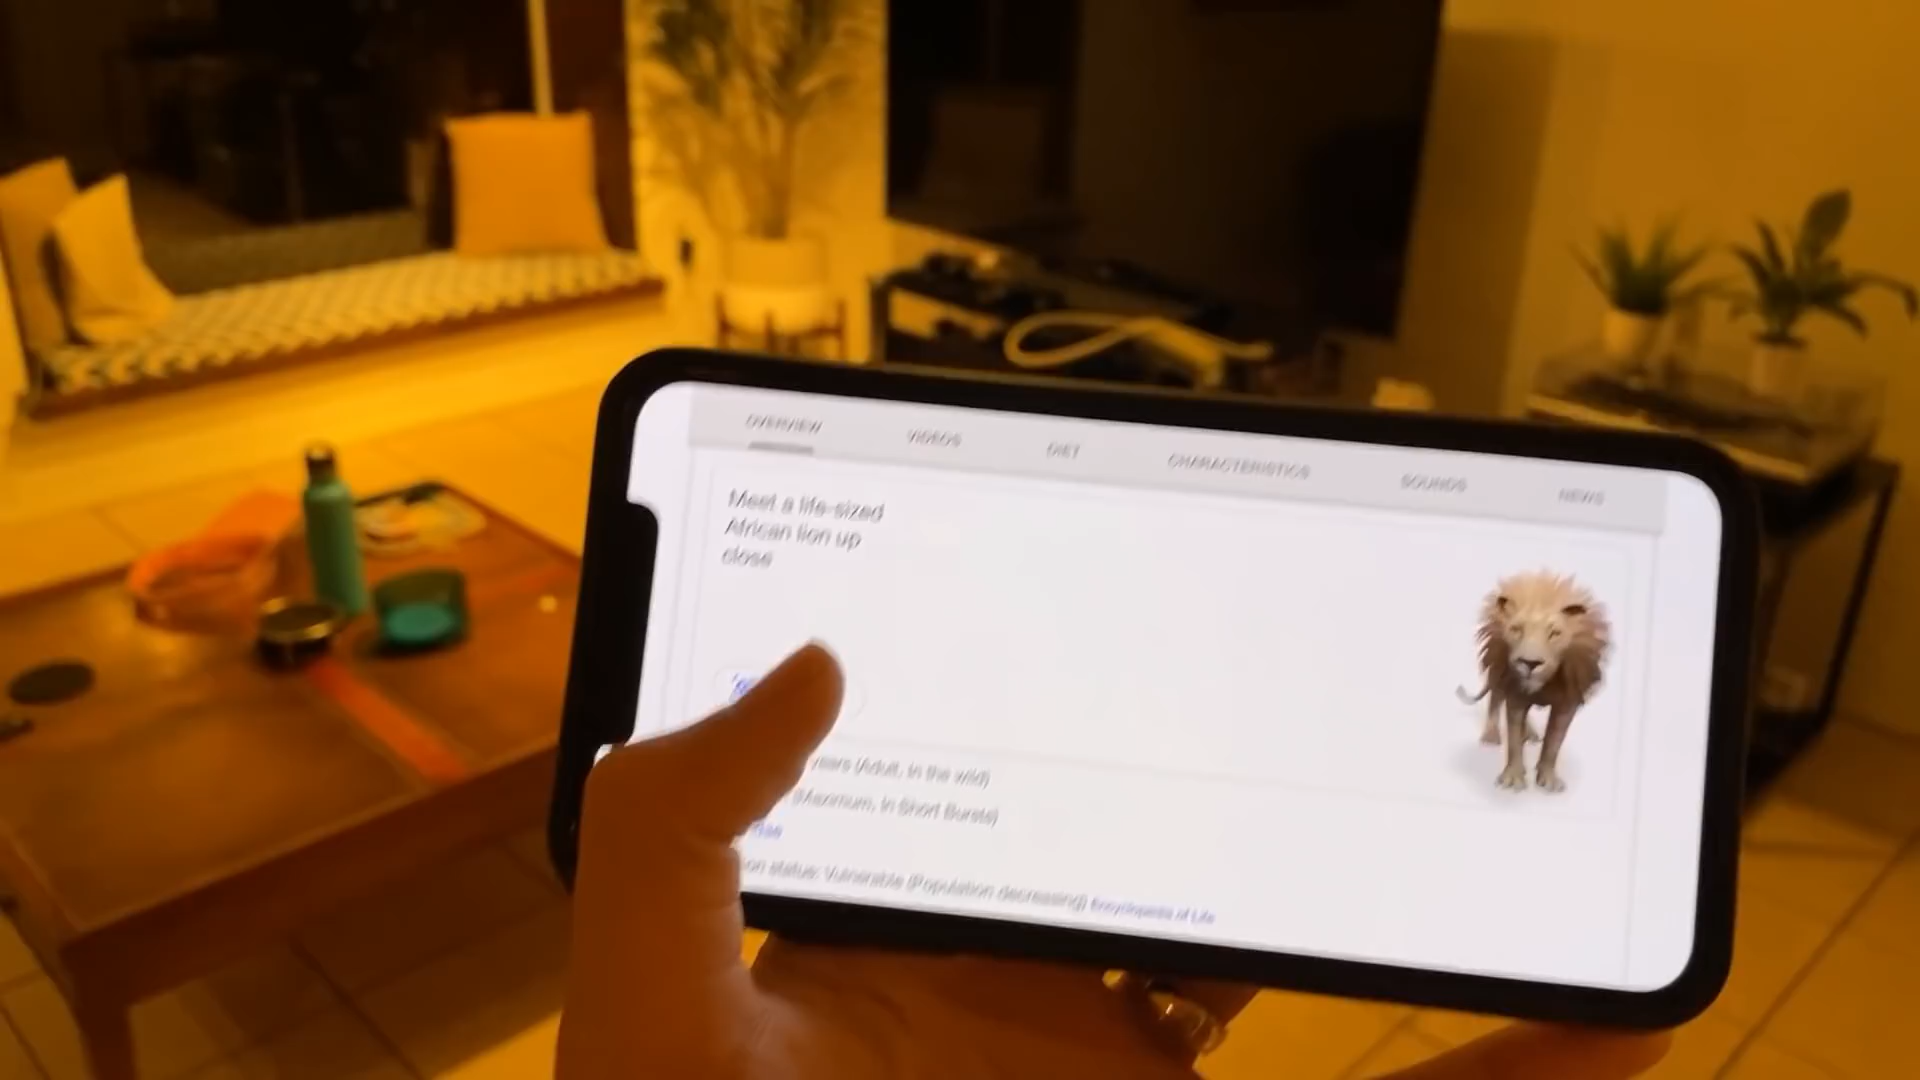 OVERVIEW VIDEOS DIET CHARACTERISTICS SOUNDS NEWS
Meet a life-sized
African lion up
close
years (Adult, In the wild)
(Maximum, In Short Bursts)
on status: Vulnerable (Population decreasing) Encyclopedia of Life